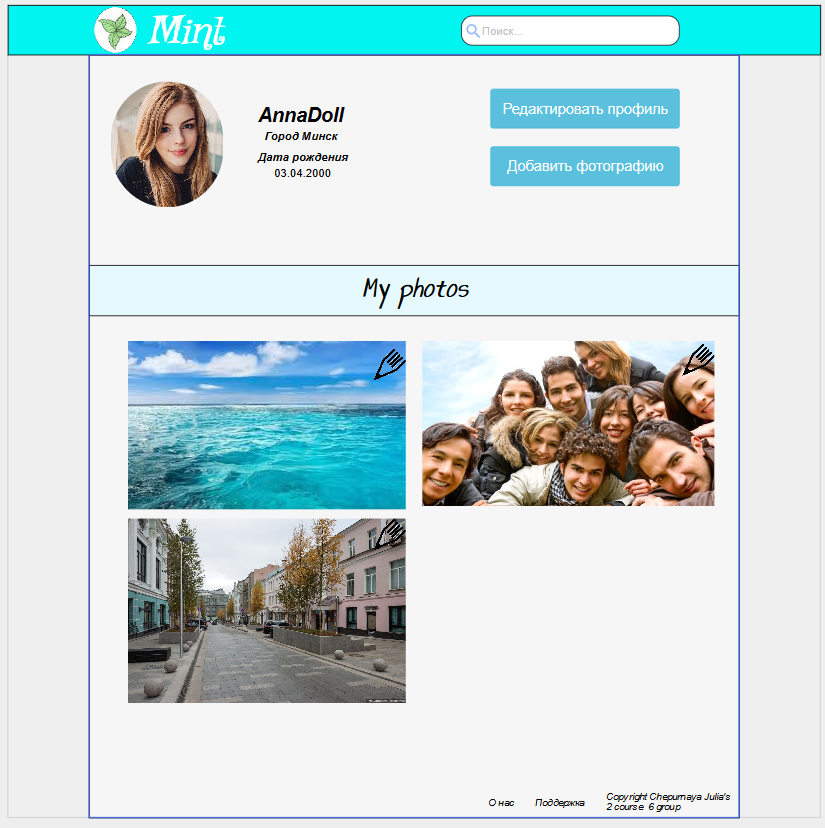 Mint
Поиск...
AnnaDoll
Город Минск
Дата рождения
03.04.2000
Редактировать профиль
Добавить фотографию
My photos
О нас
Поддержка
Copyright Chepurnaya Julia's
2 course 6 group